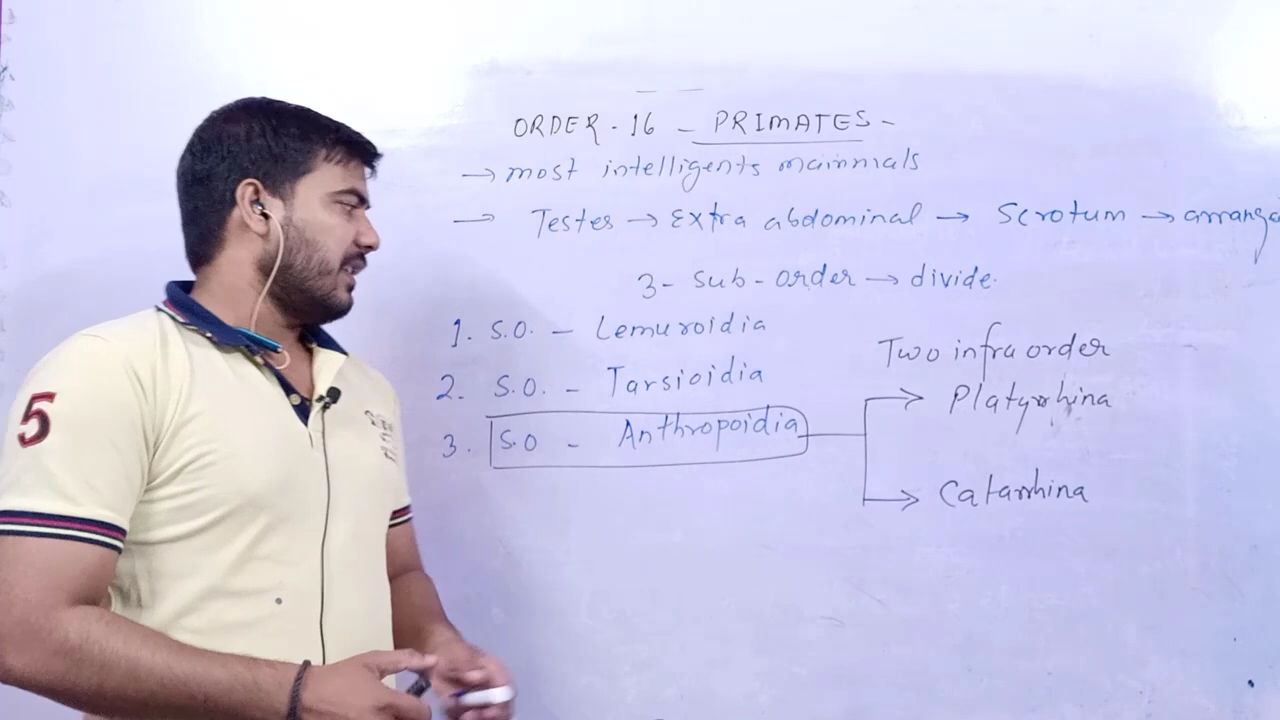 ORDER - 16 - PRIMATES -
→ most intelligents mammals
→ Testes → Extra abdominal → Scrotum → arrange
3 - sub - order → divide.
1. S.O. - Lemuroidia
2. S.O. - Tarsioidia
3. S.O - Anthropoidia
Two infra order
→ Platyrrhina
→ Catarrhina
5